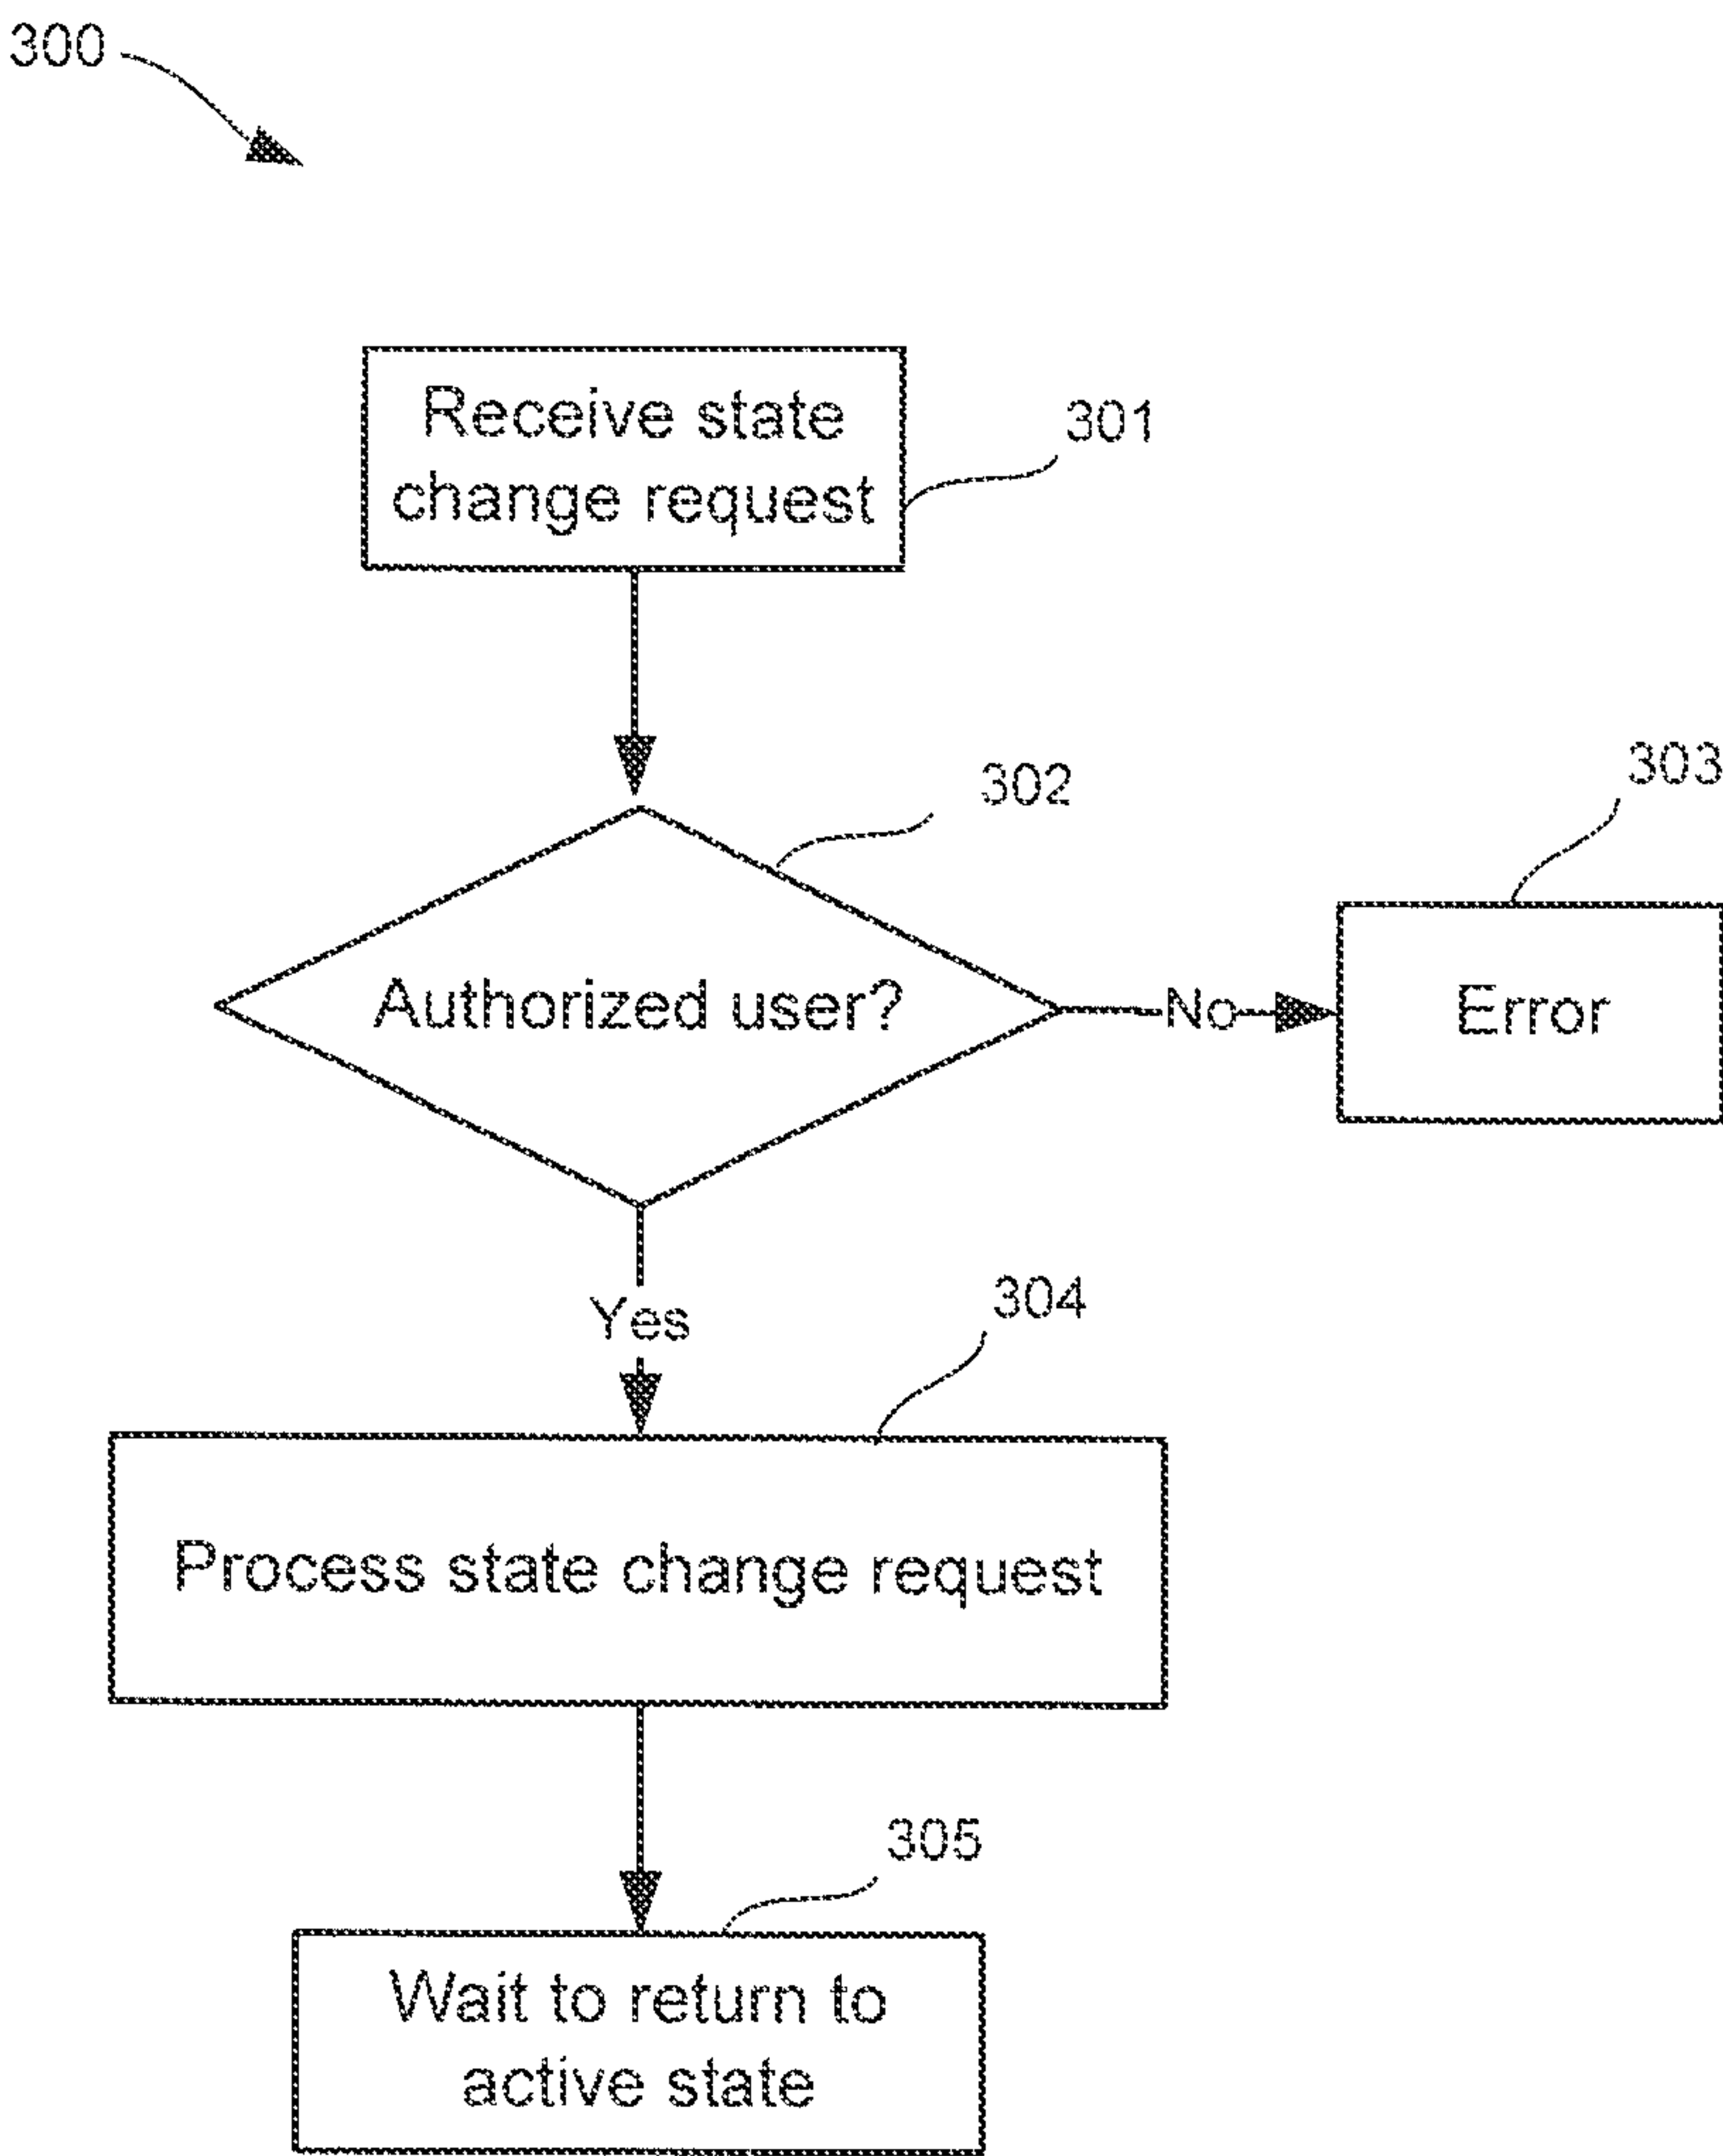 300
Receive state
change request
301
302
303
Authorized user?
No
Error
Yes
304
Process state change request
305
Wait to return to
active state